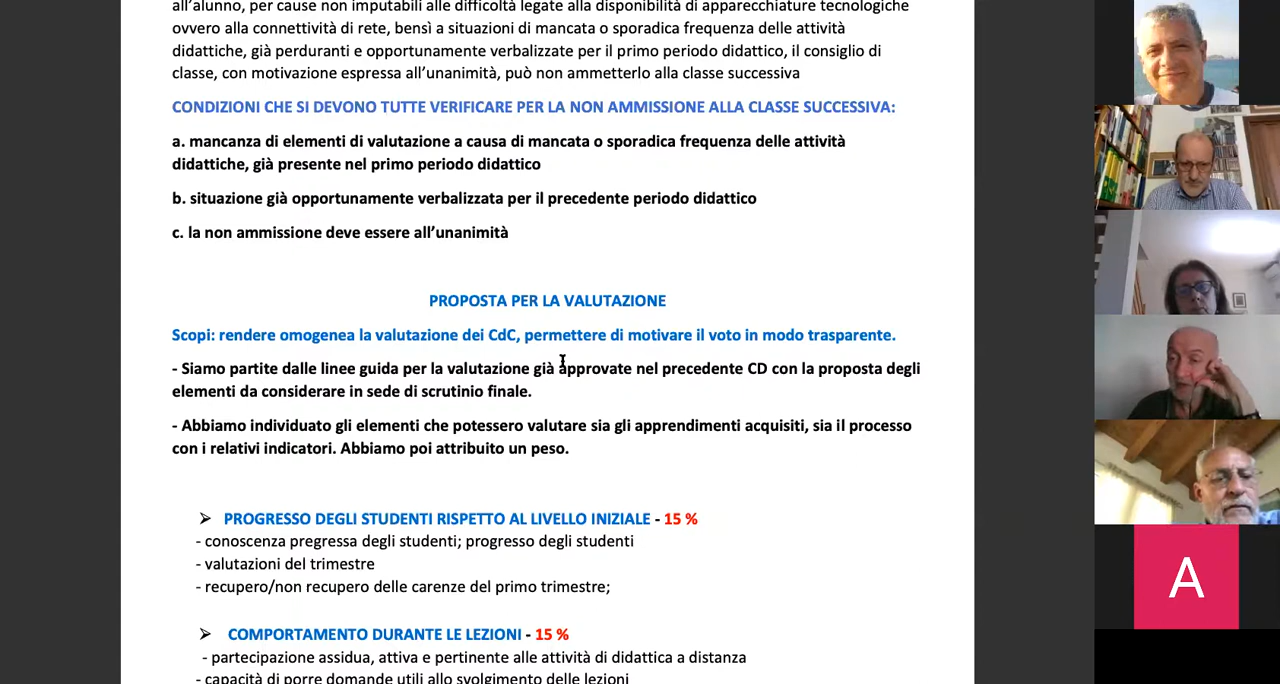 all'alunno, per cause non imputabili alle difficoltà legate alla disponibilità di apparecchiature tecnologiche
ovvero alla connettività di rete, bensì a situazioni di mancata o sporadica frequenza delle attività
didattiche, già perduranti e opportunamente verbalizzate per il primo periodo didattico, il consiglio di
classe, con motivazione espressa all'unanimità, può non ammetterlo alla classe successiva
CONDIZIONI CHE SI DEVONO TUTTE VERIFICARE PER LA NON AMMISSIONE ALLA CLASSE SUCCESSIVA:
a. mancanza di elementi di valutazione a causa di mancata o sporadica frequenza delle attività
didattiche, già presente nel primo periodo didattico
b. situazione già opportunamente verbalizzata per il precedente periodo didattico
c. la non ammissione deve essere all'unanimità
PROPOSTA PER LA VALUTAZIONE
Scopi: rendere omogenea la valutazione dei CdC, permettere di motivare il voto in modo trasparente.
- Siamo partite dalle linee guida per la valutazione già approvate nel precedente CD con la proposta degli
elementi da considerare in sede di scrutinio finale.
- Abbiamo individuato gli elementi che potessero valutare sia gli apprendimenti acquisiti, sia il processo
con i relativi indicatori. Abbiamo poi attribuito un peso.
➢ PROGRESSO DEGLI STUDENTI RISPETTO AL LIVELLO INIZIALE - 15 %
- conoscenza pregressa degli studenti; progresso degli studenti
- valutazioni del trimestre
- recupero/non recupero delle carenze del primo trimestre;
➢ COMPORTAMENTO DURANTE LE LEZIONI - 15 %
- partecipazione assidua, attiva e pertinente alle attività di didattica a distanza
- capacità di porre domande utili allo svolgimento delle lezioni
A